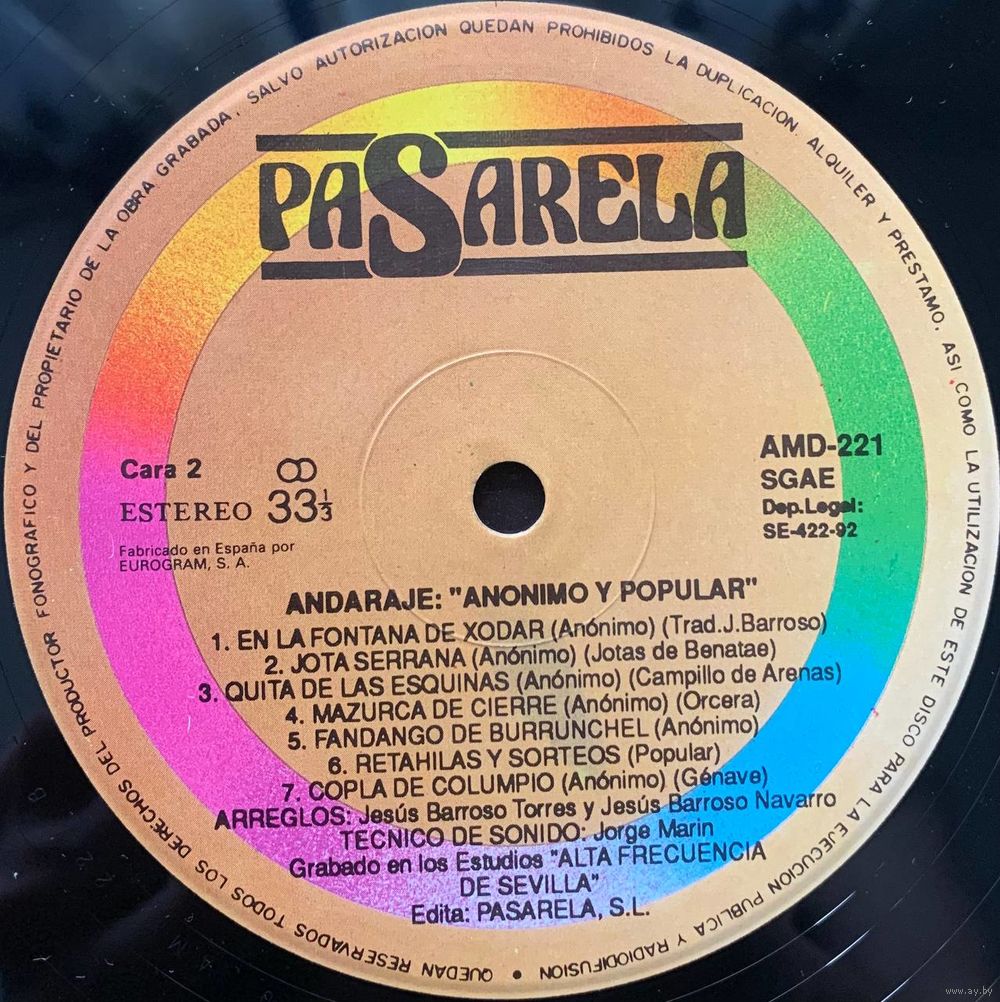 QUEDAN RESERVADOS TODOS LOS DERECHOS DEL PRODUCTOR FONOGRAFICO Y DEL PROPIETARIO DE LA OBRA GRABADA. SALVO AUTORIZACION QUEDAN PROHIBIDOS LA DUPLICACION. ALQUILER Y PRESTAMO. ASI COMO LA UTILIZACION DE ESTE DISCO PARA LA EJECUCION PUBLICA Y RADIODIFUSION •
PASARELA
Cara 2
ESTEREO 33 1/3
Fabricado en España por
EUROGRAM, S. A.
AMD-221
SGAE
Dep.Legal:
SE-422-92
ANDARAJE: "ANONIMO Y POPULAR"
1. EN LA FONTANA DE XODAR (Anónimo) (Trad.J.Barroso)
2. JOTA SERRANA (Anónimo) (Jotas de Benatae)
3. QUITA DE LAS ESQUINAS (Anónimo) (Campillo de Arenas)
4. MAZURCA DE CIERRE (Anónimo) (Orcera)
5. FANDANGO DE BURRUNCHEL (Anónimo)
6. RETAHILAS Y SORTEOS (Popular)
7. COPLA DE COLUMPIO (Anónimo) (Génave)
ARREGLOS: Jesús Barroso Torres y Jesús Barroso Navarro
TECNICO DE SONIDO: Jorge Marin
Grabado en los Estudios "ALTA FRECUENCIA
DE SEVILLA"
Edita: PASARELA, S.L.
www.ay.by